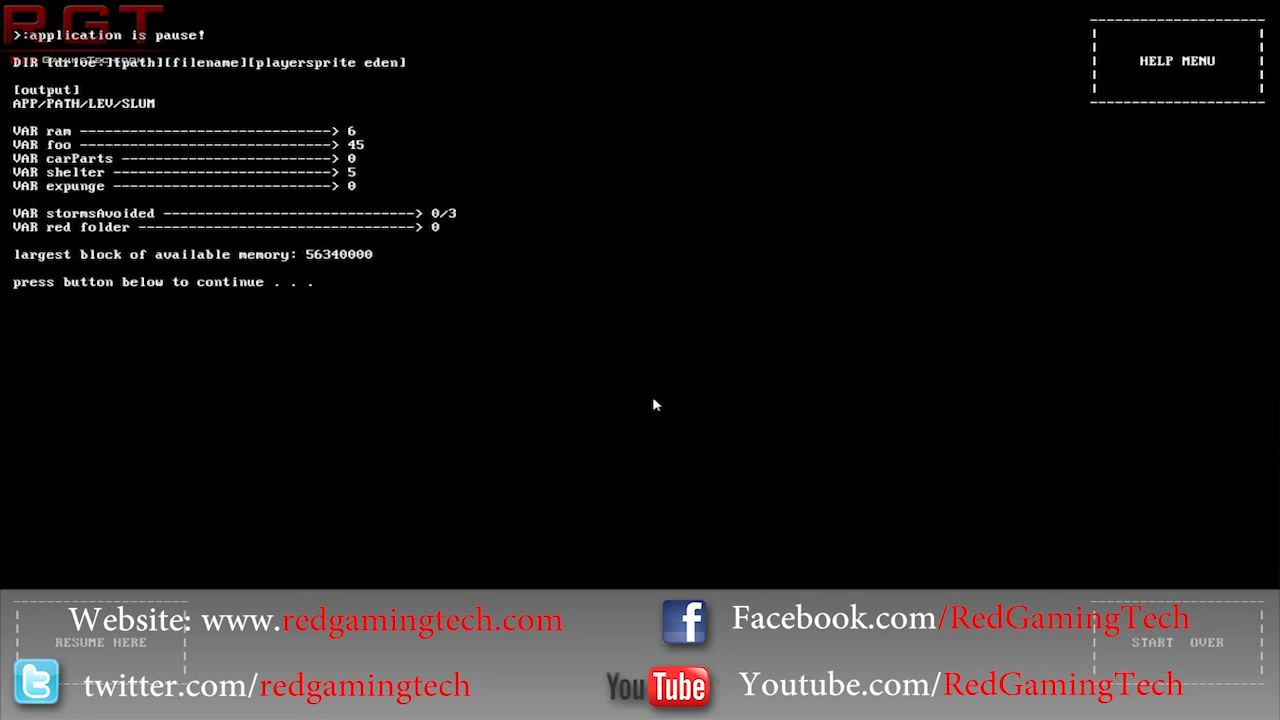 RGT
>:application is pause!
RED GAMINGTECH.COM
DIR [drive:][path][filename][playersprite eden]
HELP MENU
[output]
APP/PATH/LEV/SLUM
VAR ram ------------------------------> 6
VAR foo ------------------------------> 45
VAR carParts -------------------------> 0
VAR shelter --------------------------> 5
VAR expunge --------------------------> 0
VAR stormsAvoided ------------------------------> 0/3
VAR red folder ---------------------------------> 0
largest block of available memory: 56340000
press button below to continue . . .
Website: www.redgamingtech.com
Facebook.com/RedGamingTech
RESUME HERE
START OVER
twitter.com/redgamingtech
YouTube
Youtube.com/RedGamingTech